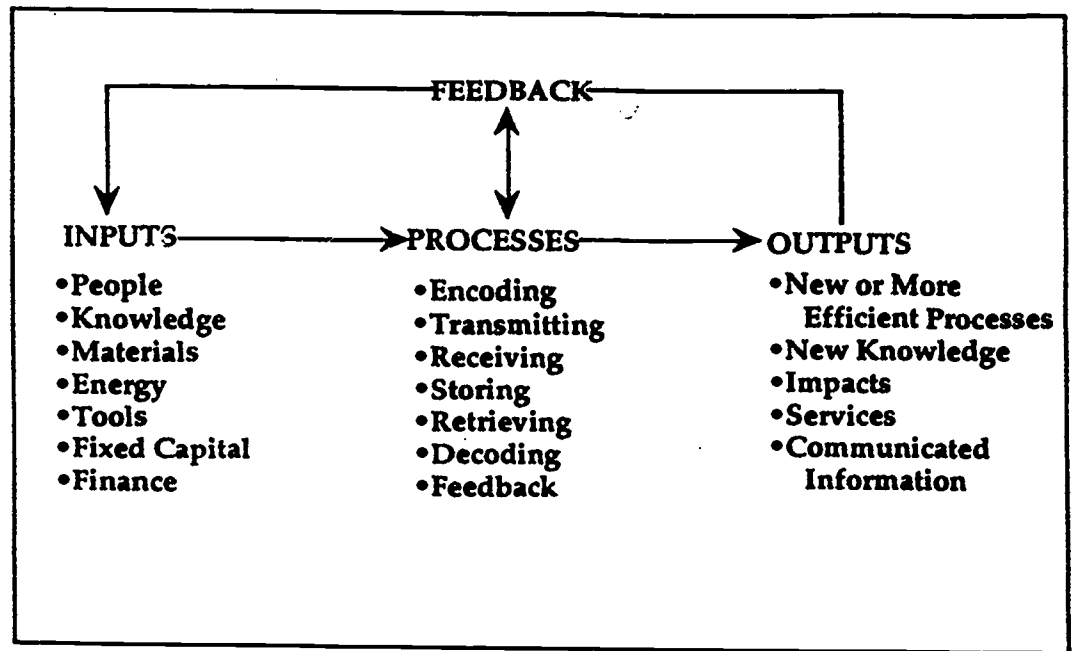 FEEDBACK
INPUTS
•People
•Knowledge
•Materials
•Energy
•Tools
•Fixed Capital
•Finance
PROCESSES
•Encoding
•Transmitting
•Receiving
•Storing
•Retrieving
•Decoding
•Feedback
OUTPUTS
•New or More
Efficient Processes
•New Knowledge
•Impacts
•Services
•Communicated
Information